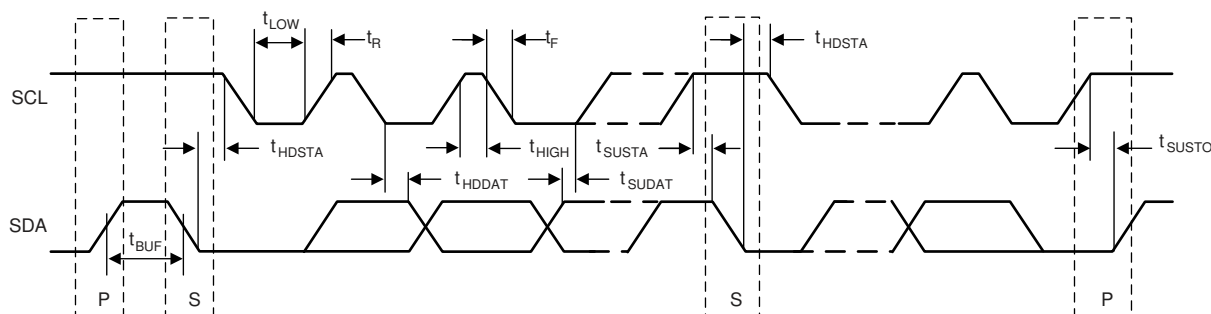 tLOW
tR
tF
tHDSTA
SCL
tHDSTA
tHIGH
tSUSTA
tSUSTO
tHDDAT
tSUDAT
SDA
tBUF
P
S
S
P